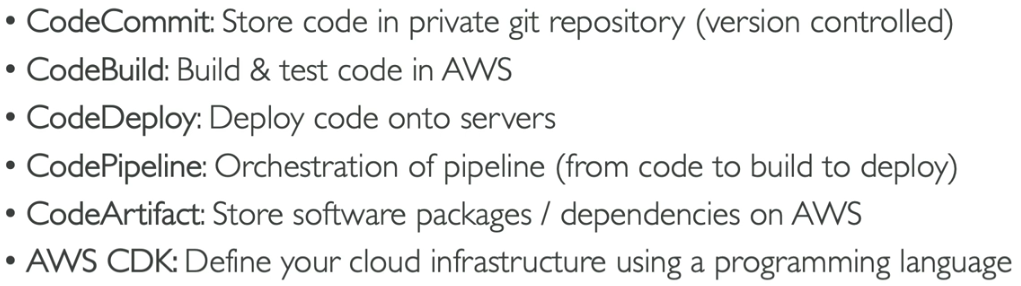 • CodeCommit: Store code in private git repository (version controlled)
• CodeBuild: Build & test code in AWS
• CodeDeploy: Deploy code onto servers
• CodePipeline: Orchestration of pipeline (from code to build to deploy)
• CodeArtifact: Store software packages / dependencies on AWS
• AWS CDK: Define your cloud infrastructure using a programming language